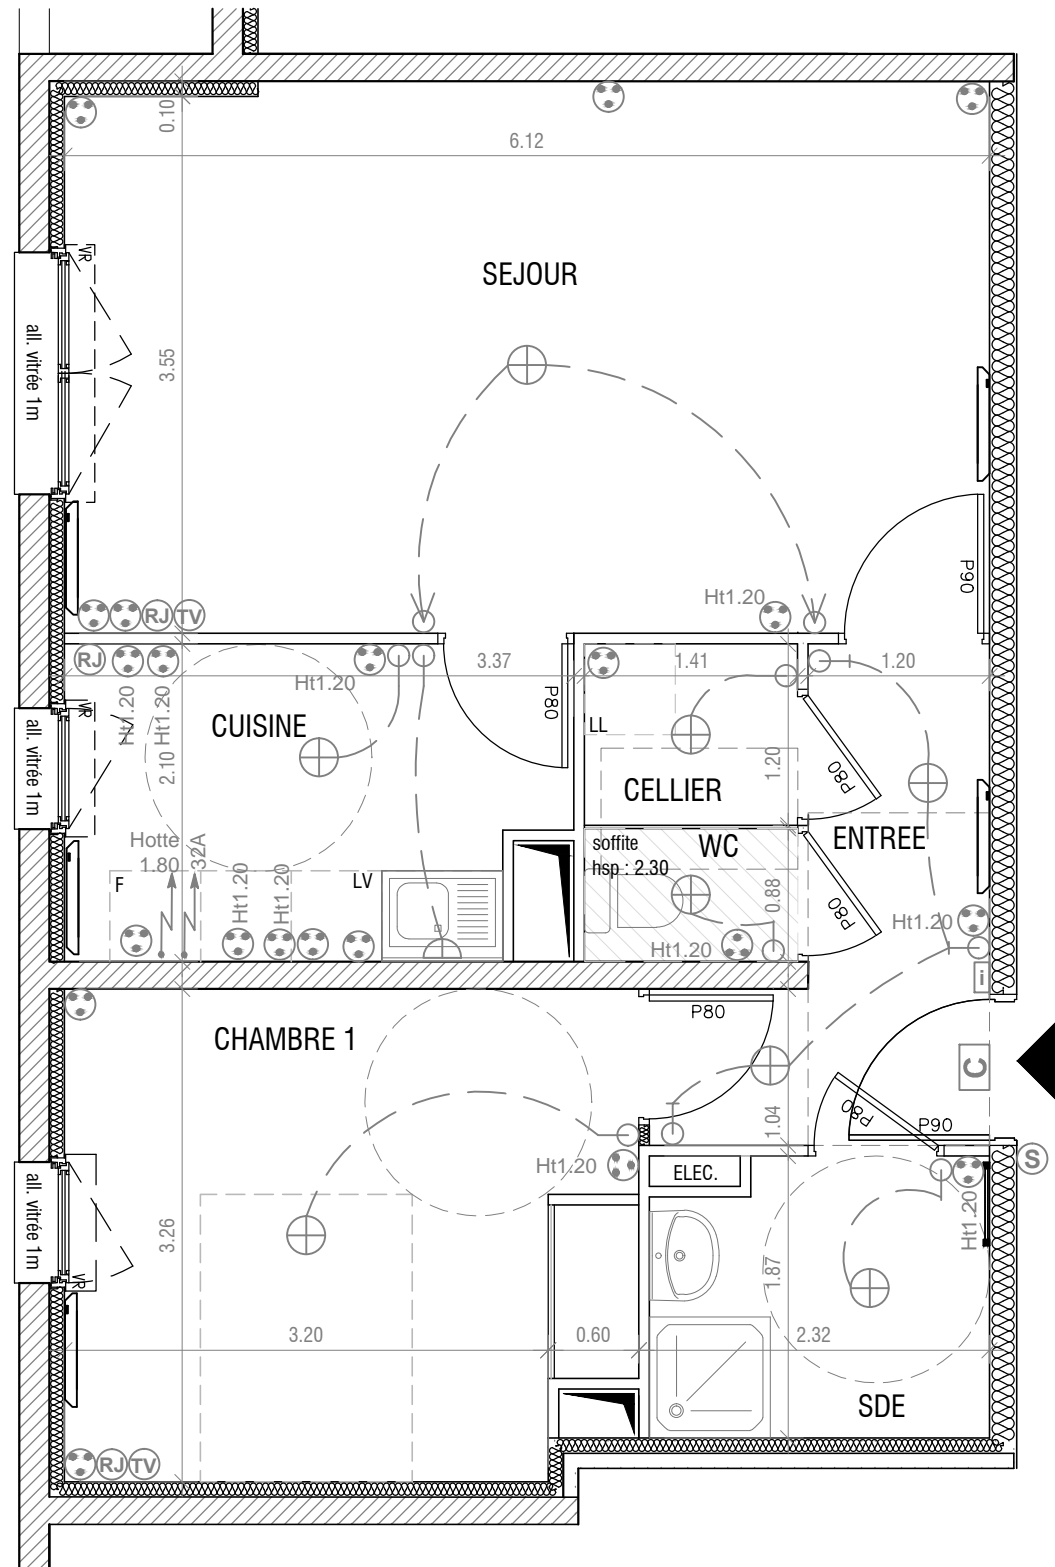 0.10
6.12
VR
SEJOUR
all. vitrée 1m
3.55
P90
Ht1.20
RJ
TV
RJ
3.37
1.41
1.20
Ht1.20
Ht1.20
Ht1.20
P80
VR
CUISINE
LL
all. vitrée 1m
2.10
1.20
P80
CELLIER
ENTREE
Hotte
1.80
32A
soffite
hsp : 2.30
WC
F
LV
Ht1.20
Ht1.20
0.88
P80
Ht1.20
Ht1.20
i
P80
CHAMBRE 1
C
1.04
P80
P90
S
Ht1.20
ELEC.
Ht1.20
all. vitrée 1m
3.26
VR
1.87
3.20
0.60
2.32
SDE
RJ
TV